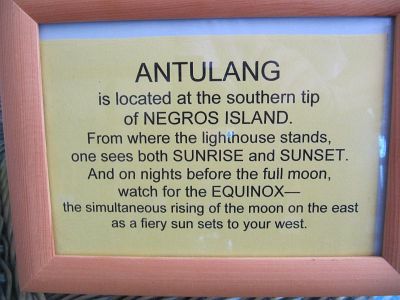 ANTULANG
is located at the southern tip
of NEGROS ISLAND.
From where the lighthouse stands,
one sees both SUNRISE and SUNSET.
And on nights before the full moon,
watch for the EQUINOX—
the simultaneous rising of the moon on the east
as a fiery sun sets to your west.